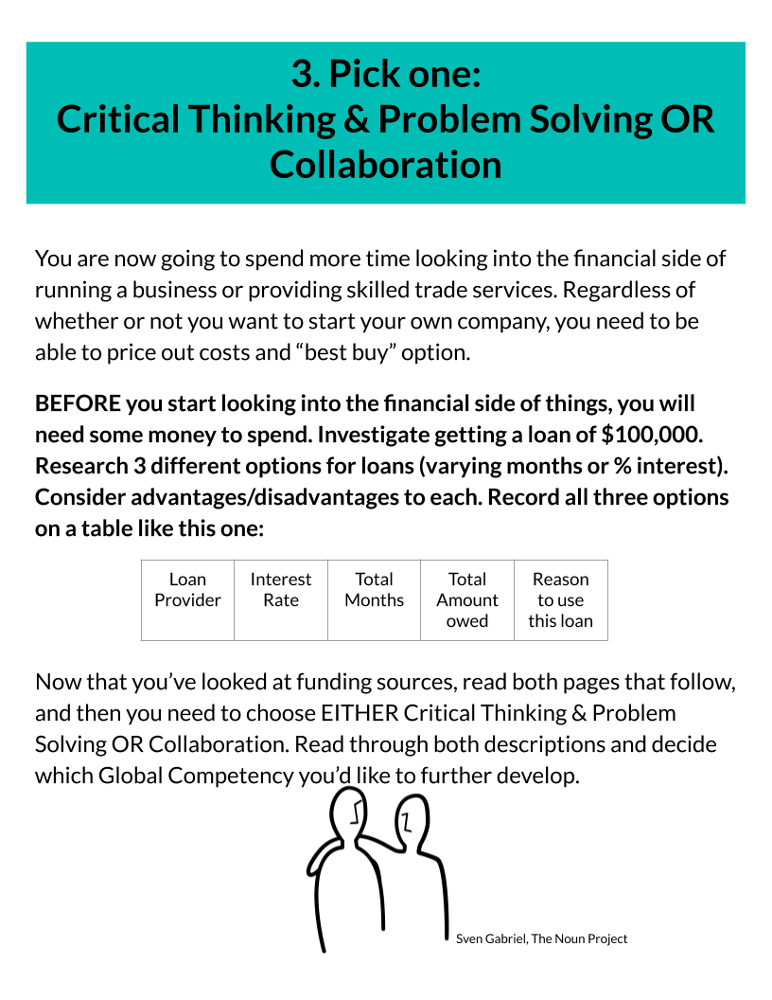 3. Pick one:
Critical Thinking & Problem Solving OR
Collaboration
You are now going to spend more time looking into the financial side of
running a business or providing skilled trade services. Regardless of
whether or not you want to start your own company, you need to be
able to price out costs and “best buy” option.
BEFORE you start looking into the financial side of things, you will
need some money to spend. Investigate getting a loan of $100,000.
Research 3 different options for loans (varying months or % interest).
Consider advantages/disadvantages to each. Record all three options
on a table like this one:
Loan
Provider
Interest
Rate
Total
Months
Total
Amount
owed
Reason
to use
this loan
Now that you’ve looked at funding sources, read both pages that follow,
and then you need to choose EITHER Critical Thinking & Problem
Solving OR Collaboration. Read through both descriptions and decide
which Global Competency you’d like to further develop.
Sven Gabriel, The Noun Project